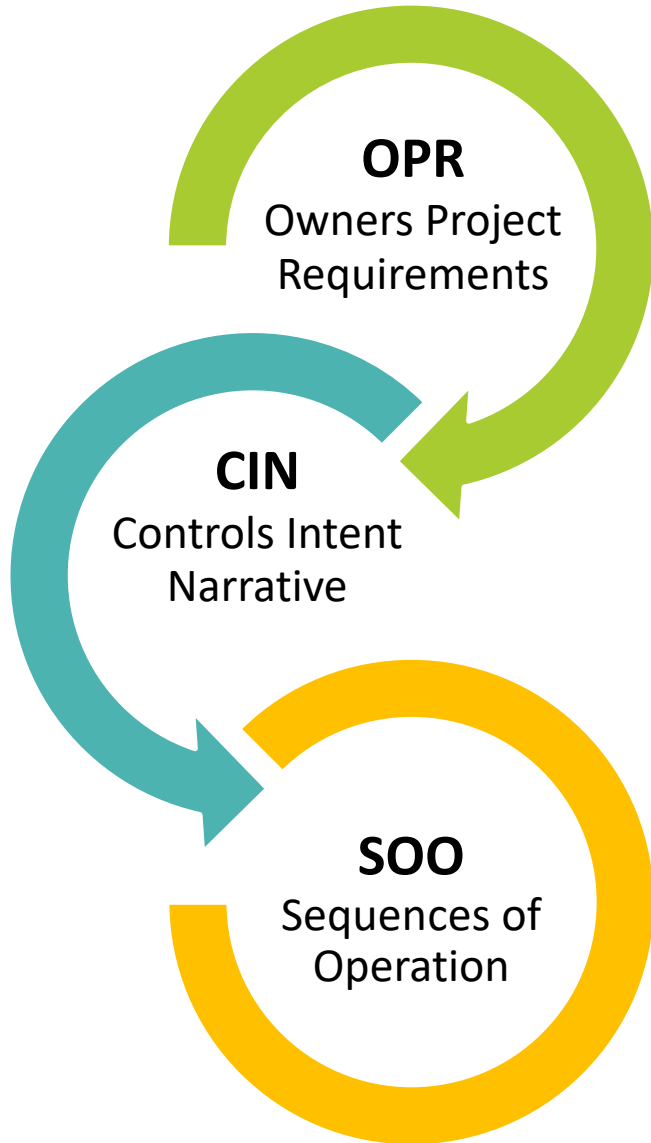 OPR
Owners Project
Requirements
CIN
Controls Intent
Narrative
SOO
Sequences of
Operation